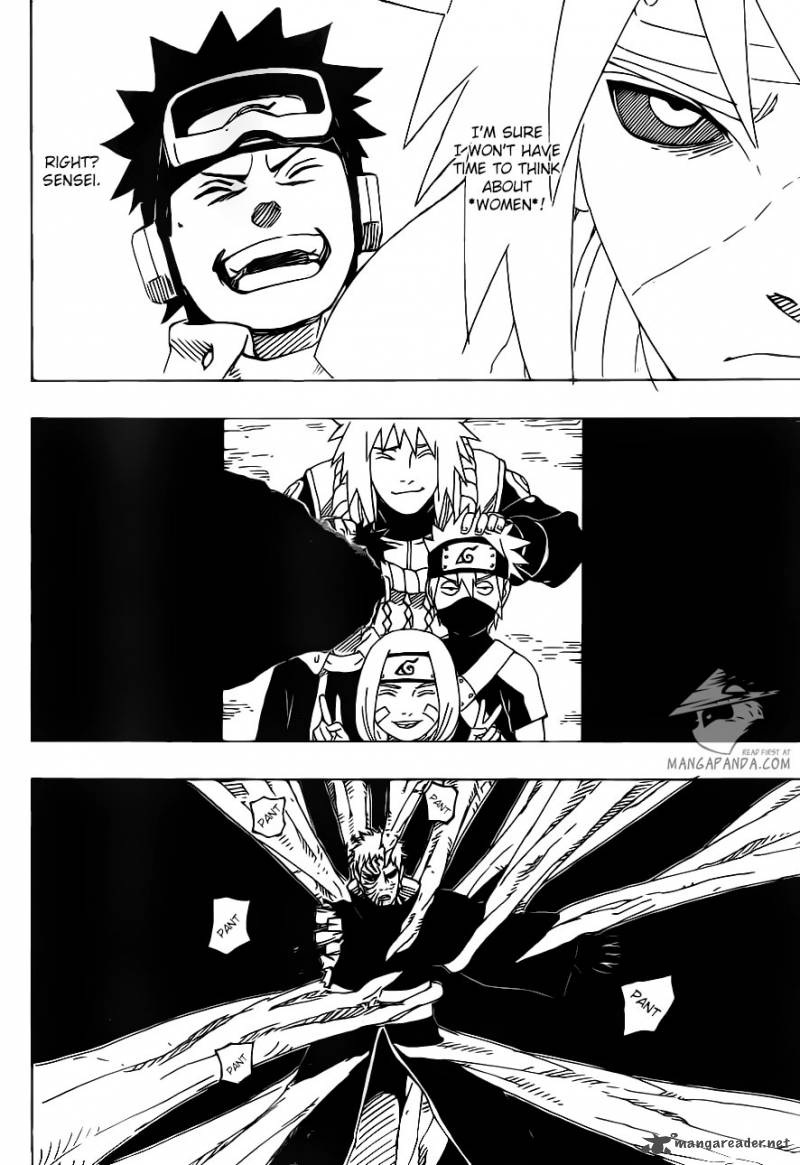 I'M SURE
I WON'T HAVE
TIME TO THINK
ABOUT
*WOMEN*!
RIGHT?
SENSEI.
READ FIRST AT
MANGAPANDA.COM
PANT
PANT
PANT
PANT
PANT
mangareader.net